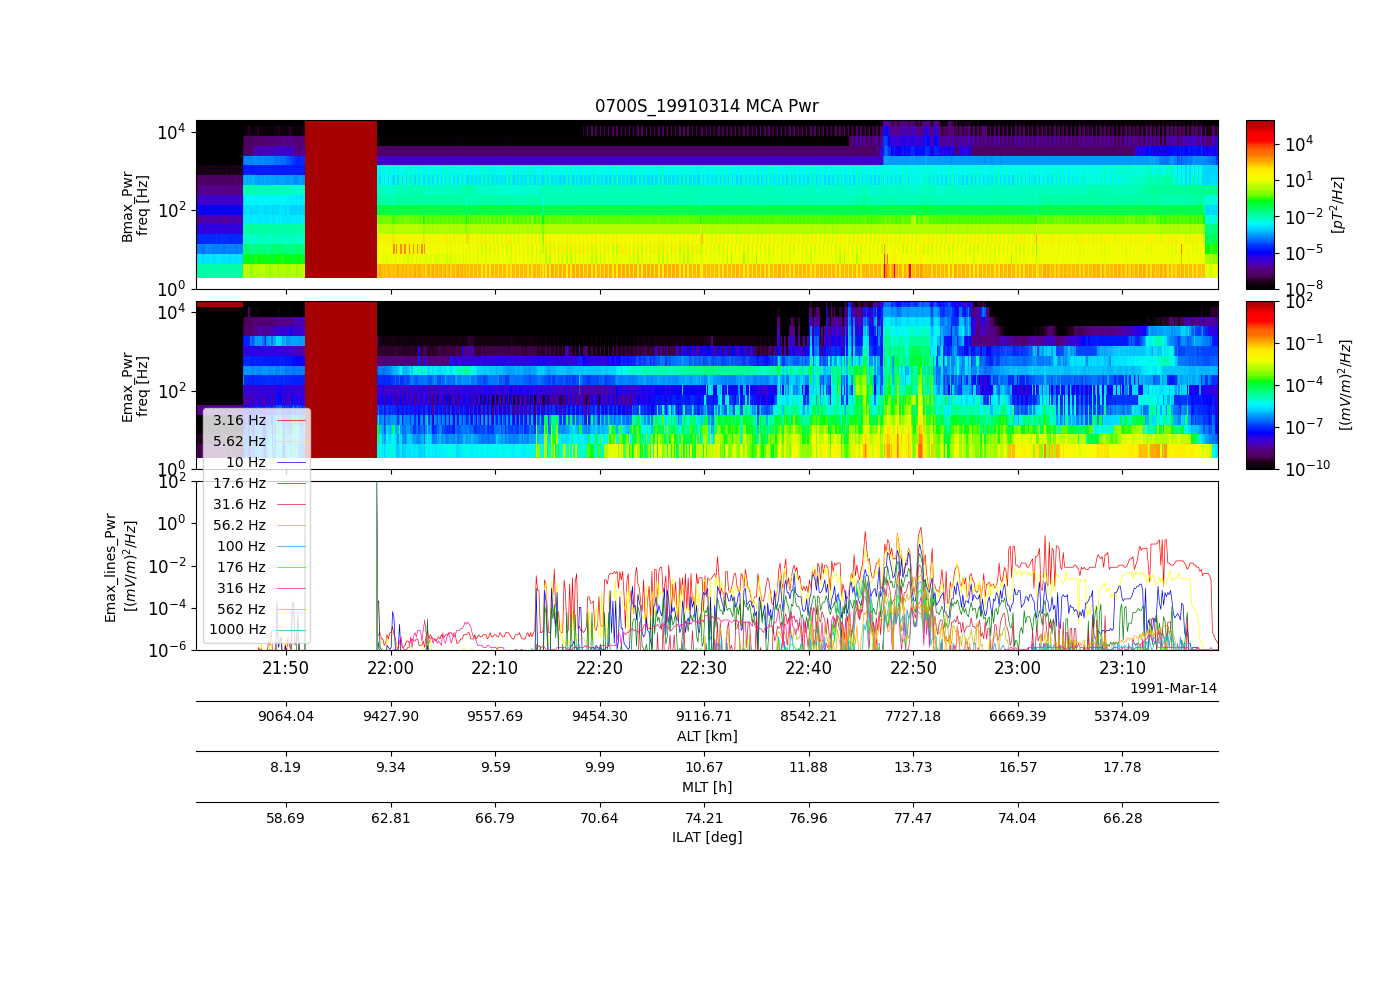 0700S_19910314 MCA Pwr
Bmax_Pwr
freq [Hz]
10^4
10^2
10^0
10^4
10^1
10^-2
10^-5
10^-8
[pT^2/Hz]
Emax_Pwr
freq [Hz]
10^4
10^2
10^0
10^2
10^-1
10^-4
10^-7
10^-10
[(mV/m)^2/Hz]
Emax_lines_Pwr
[(mV/m)^2/Hz]
10^2
10^0
10^-2
10^-4
10^-6
3.16 Hz
5.62 Hz
10 Hz
17.6 Hz
31.6 Hz
56.2 Hz
100 Hz
176 Hz
316 Hz
562 Hz
1000 Hz
21:50 22:00 22:10 22:20 22:30 22:40 22:50 23:00 23:10
1991-Mar-14
9064.04 9427.90 9557.69 9454.30 9116.71 8542.21 7727.18 6669.39 5374.09
ALT [km]
8.19 9.34 9.59 9.99 10.67 11.88 13.73 16.57 17.78
MLT [h]
58.69 62.81 66.79 70.64 74.21 76.96 77.47 74.04 66.28
ILAT [deg]